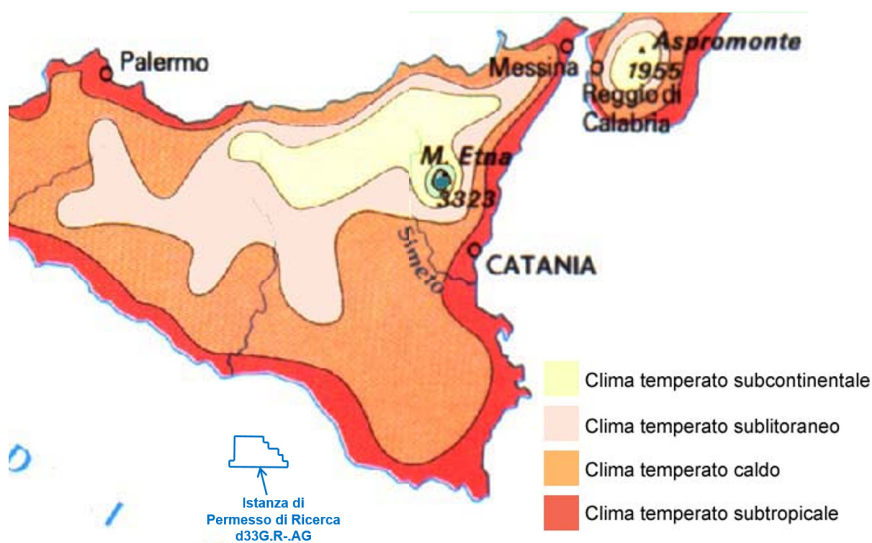 Palermo
Messina
Aspromonte
1955
Reggio di
Calabria
M. Etna
3323
Simeto
CATANIA
Clima temperato subcontinentale
Clima temperato sublitoraneo
Clima temperato caldo
Clima temperato subtropicale
Istanza di
Permesso di Ricerca
d33G.R-.AG